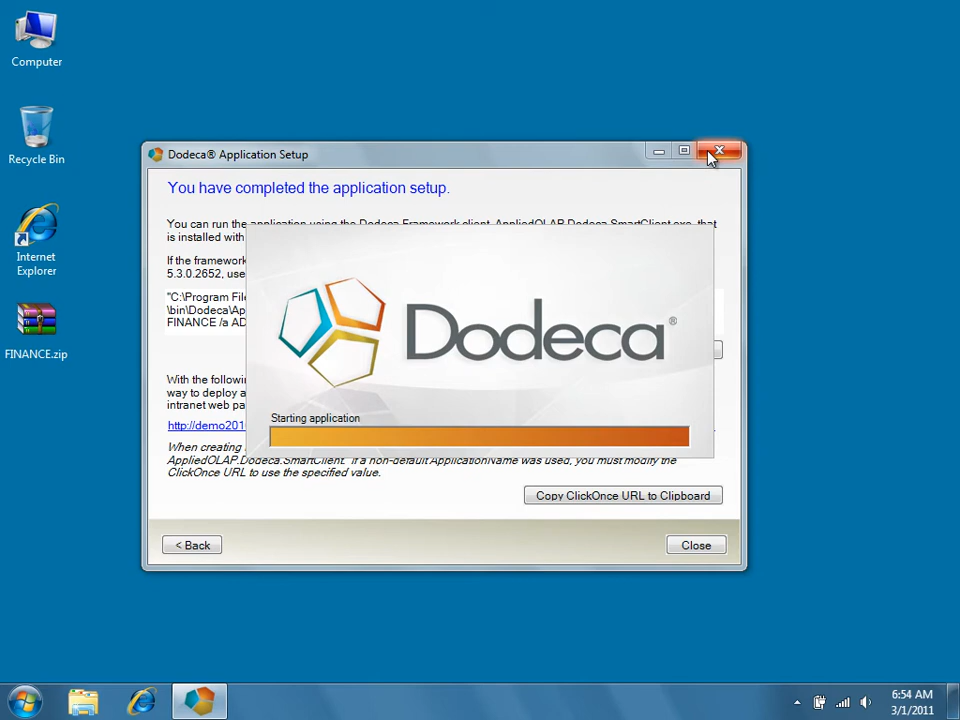 Computer
Recycle Bin
Internet
Explorer
FINANCE.zip
Dodeca® Application Setup
You have completed the application setup.
You can run the application using the Dodeca Framework client, AppliedOLAP.Dodeca.SmartClient.exe, that
is installed with
If the framework
5.3.0.2652, use
"C:\Program File
\bin\Dodeca\Ap
FINANCE /a AD
Dodeca®
Starting application
With the followin
way to deploy a
intranet web pa
http://demo201
When creating
AppliedOLAP.Dodeca.SmartClient. If a non-default ApplicationName was used, you must modify the
ClickOnce URL to use the specified value.
Copy ClickOnce URL to Clipboard
< Back
Close
6:54 AM
3/1/2011